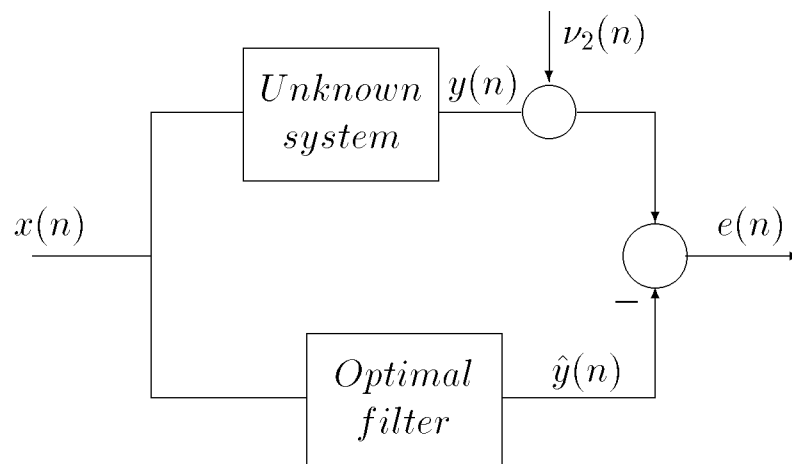 ν₂(n)
Unknown
system
y(n)
x(n)
e(n)
−
Optimal
filter
ŷ(n)